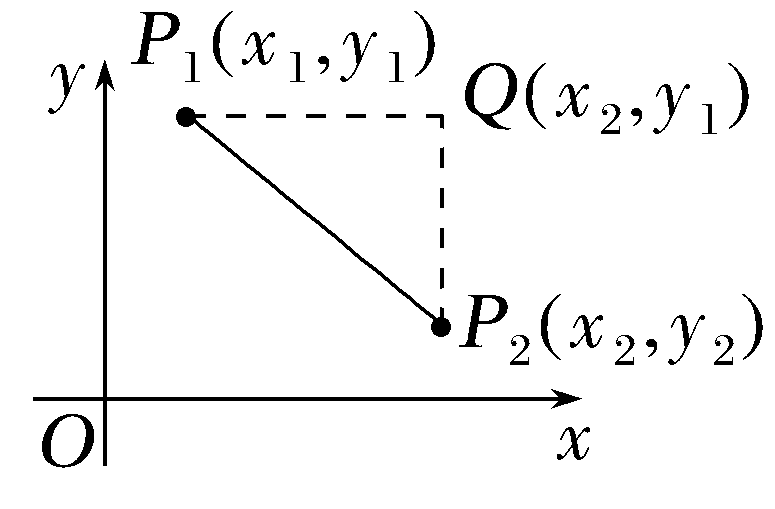 P₁(x₁,y₁)
y
Q(x₂,y₁)
P₂(x₂,y₂)
O
x